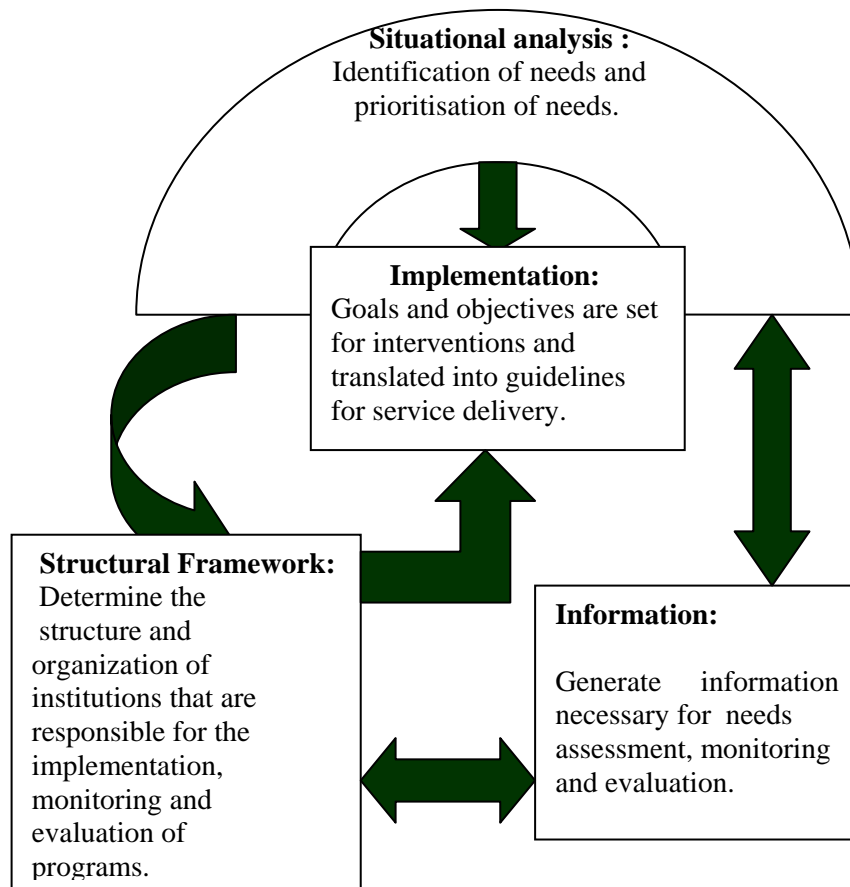 Situational analysis :
Identification of needs and
prioritisation of needs.
Implementation:
Goals and objectives are set
for interventions and
translated into guidelines
for service delivery.
Structural Framework:
Determine the
structure and
organization of
institutions that are
responsible for the
implementation,
monitoring and
evaluation of
programs.
Information:
Generate information
necessary for needs
assessment, monitoring
and evaluation.